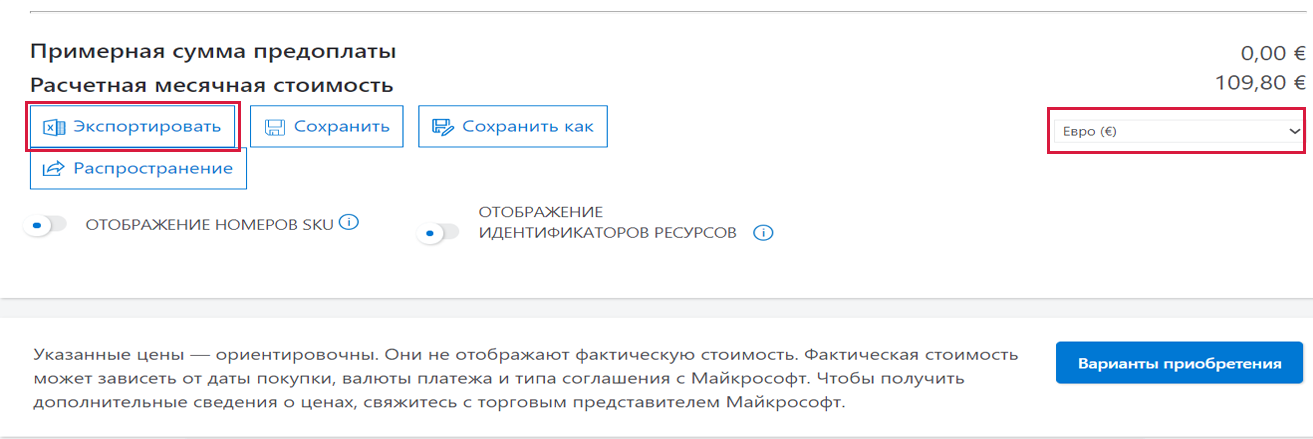 Примерная сумма предоплаты 0,00 €
Расчетная месячная стоимость 109,80 €
Экспортировать Сохранить Сохранить как Евро (€)
Распространение
ОТОБРАЖЕНИЕ НОМЕРОВ SKU
ОТОБРАЖЕНИЕ
ИДЕНТИФИКАТОРОВ РЕСУРСОВ
Указанные цены — ориентировочны. Они не отображают фактическую стоимость. Фактическая стоимость
может зависеть от даты покупки, валюты платежа и типа соглашения с Майкрософт. Чтобы получить
дополнительные сведения о ценах, свяжитесь с торговым представителем Майкрософт.
Варианты приобретения